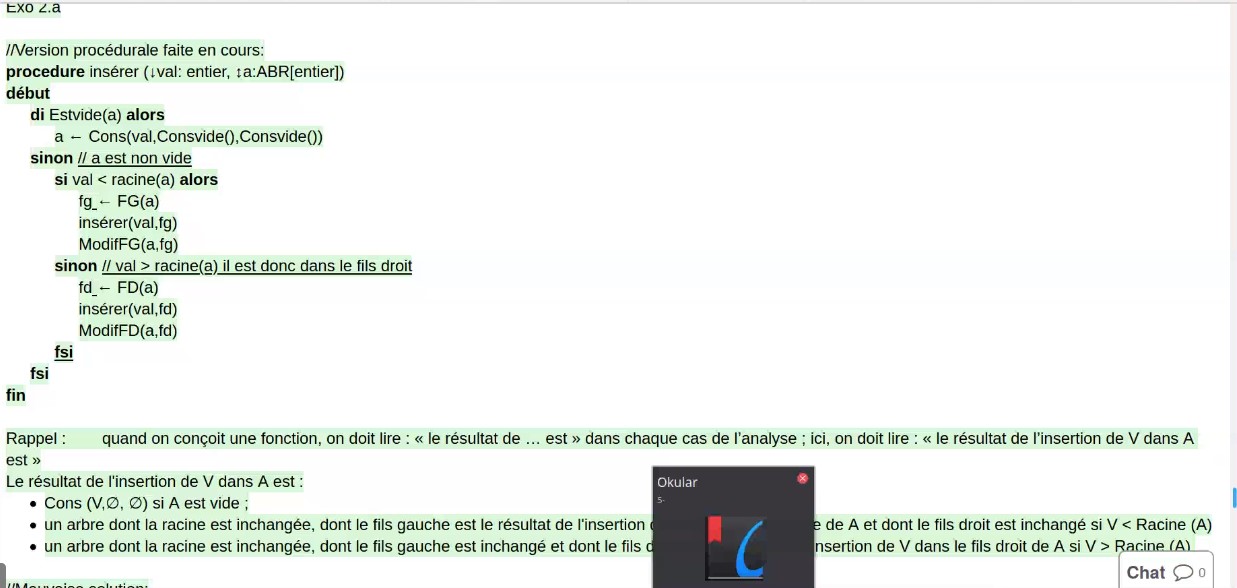 Exo 2.a
//Version procédurale faite en cours:
procedure insérer (↓val: entier, ↕a:ABR[entier])
début
di Estvide(a) alors
a ← Cons(val,Consvide(),Consvide())
sinon // a est non vide
si val < racine(a) alors
fg ← FG(a)
insérer(val,fg)
ModifFG(a,fg)
sinon // val > racine(a) il est donc dans le fils droit
fd ← FD(a)
insérer(val,fd)
ModifFD(a,fd)
fsi
fsi
fin
Rappel : quand on conçoit une fonction, on doit lire : « le résultat de … est » dans chaque cas de l'analyse ; ici, on doit lire : « le résultat de l'insertion de V dans A
est »
Le résultat de l'insertion de V dans A est :
• Cons (V,∅, ∅) si A est vide ;
• un arbre dont la racine est inchangée, dont le fils gauche est le résultat de l'insertion e de A et dont le fils droit est inchangé si V < Racine (A)
• un arbre dont la racine est inchangée, dont le fils gauche est inchangé et dont le fils d nsertion de V dans le fils droit de A si V > Racine (A)
//Mauvaise solution:
Okular
5-
Chat 0